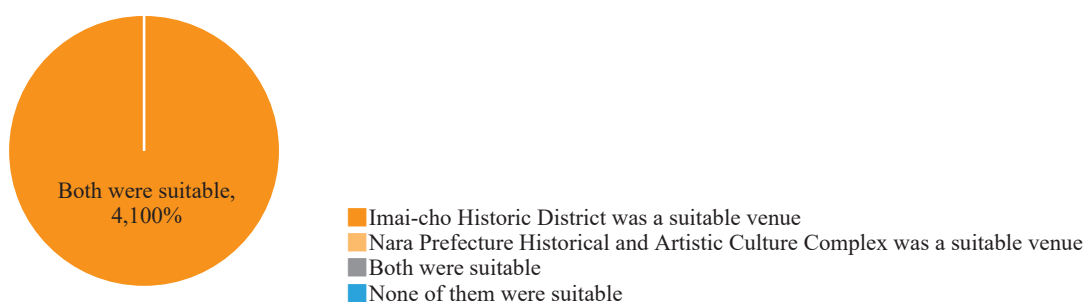 Both were suitable,
4,100%
Imai-cho Historic District was a suitable venue
Nara Prefecture Historical and Artistic Culture Complex was a suitable venue
Both were suitable
None of them were suitable